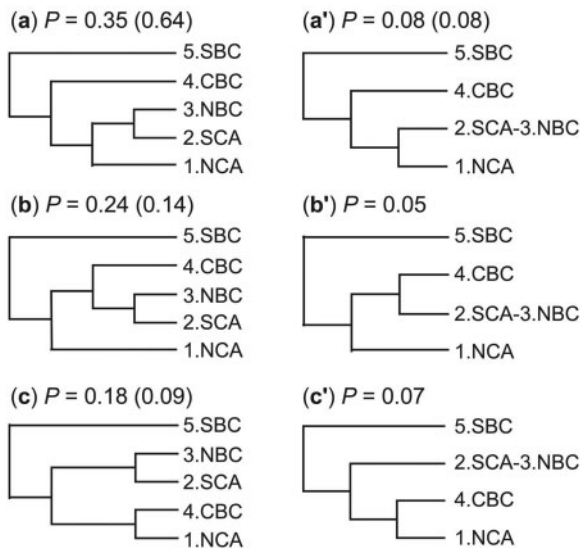 (a) P = 0.35 (0.64)
5.SBC
4.CBC
3.NBC
2.SCA
1.NCA
(a') P = 0.08 (0.08)
5.SBC
4.CBC
2.SCA-3.NBC
1.NCA
(b) P = 0.24 (0.14)
5.SBC
4.CBC
3.NBC
2.SCA
1.NCA
(b') P = 0.05
5.SBC
4.CBC
2.SCA-3.NBC
1.NCA
(c) P = 0.18 (0.09)
5.SBC
3.NBC
2.SCA
4.CBC
1.NCA
(c') P = 0.07
5.SBC
2.SCA-3.NBC
4.CBC
1.NCA